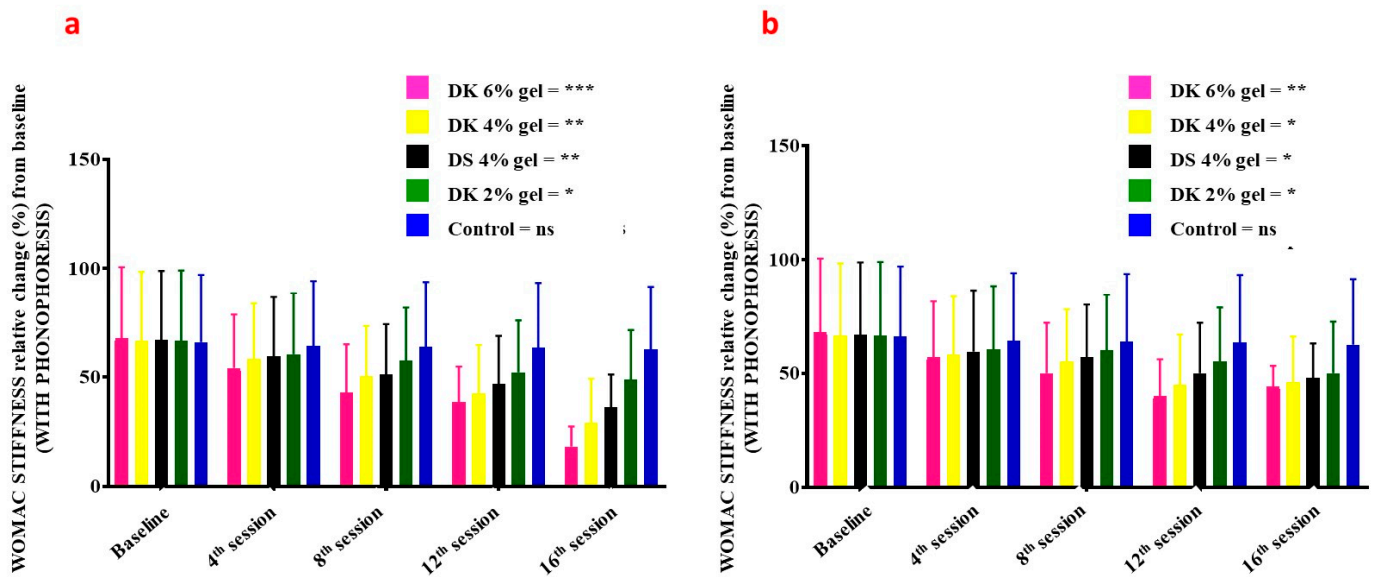 a
WOMAC STIFFNESS relative change (%) from baseline
(WITH PHONOPHORESIS)
DK 6% gel = ***
DK 4% gel = **
DS 4% gel = **
DK 2% gel = *
Control = ns
150
100
50
0
Baseline
4th session
8th session
12th session
16th session
b
WOMAC STIFFNESS relative change (%) from baseline
(WITH PHONOPHORESIS)
DK 6% gel = **
DK 4% gel = *
DS 4% gel = *
DK 2% gel = *
Control = ns
150
100
50
0
Baseline
4th session
8th session
12th session
16th session